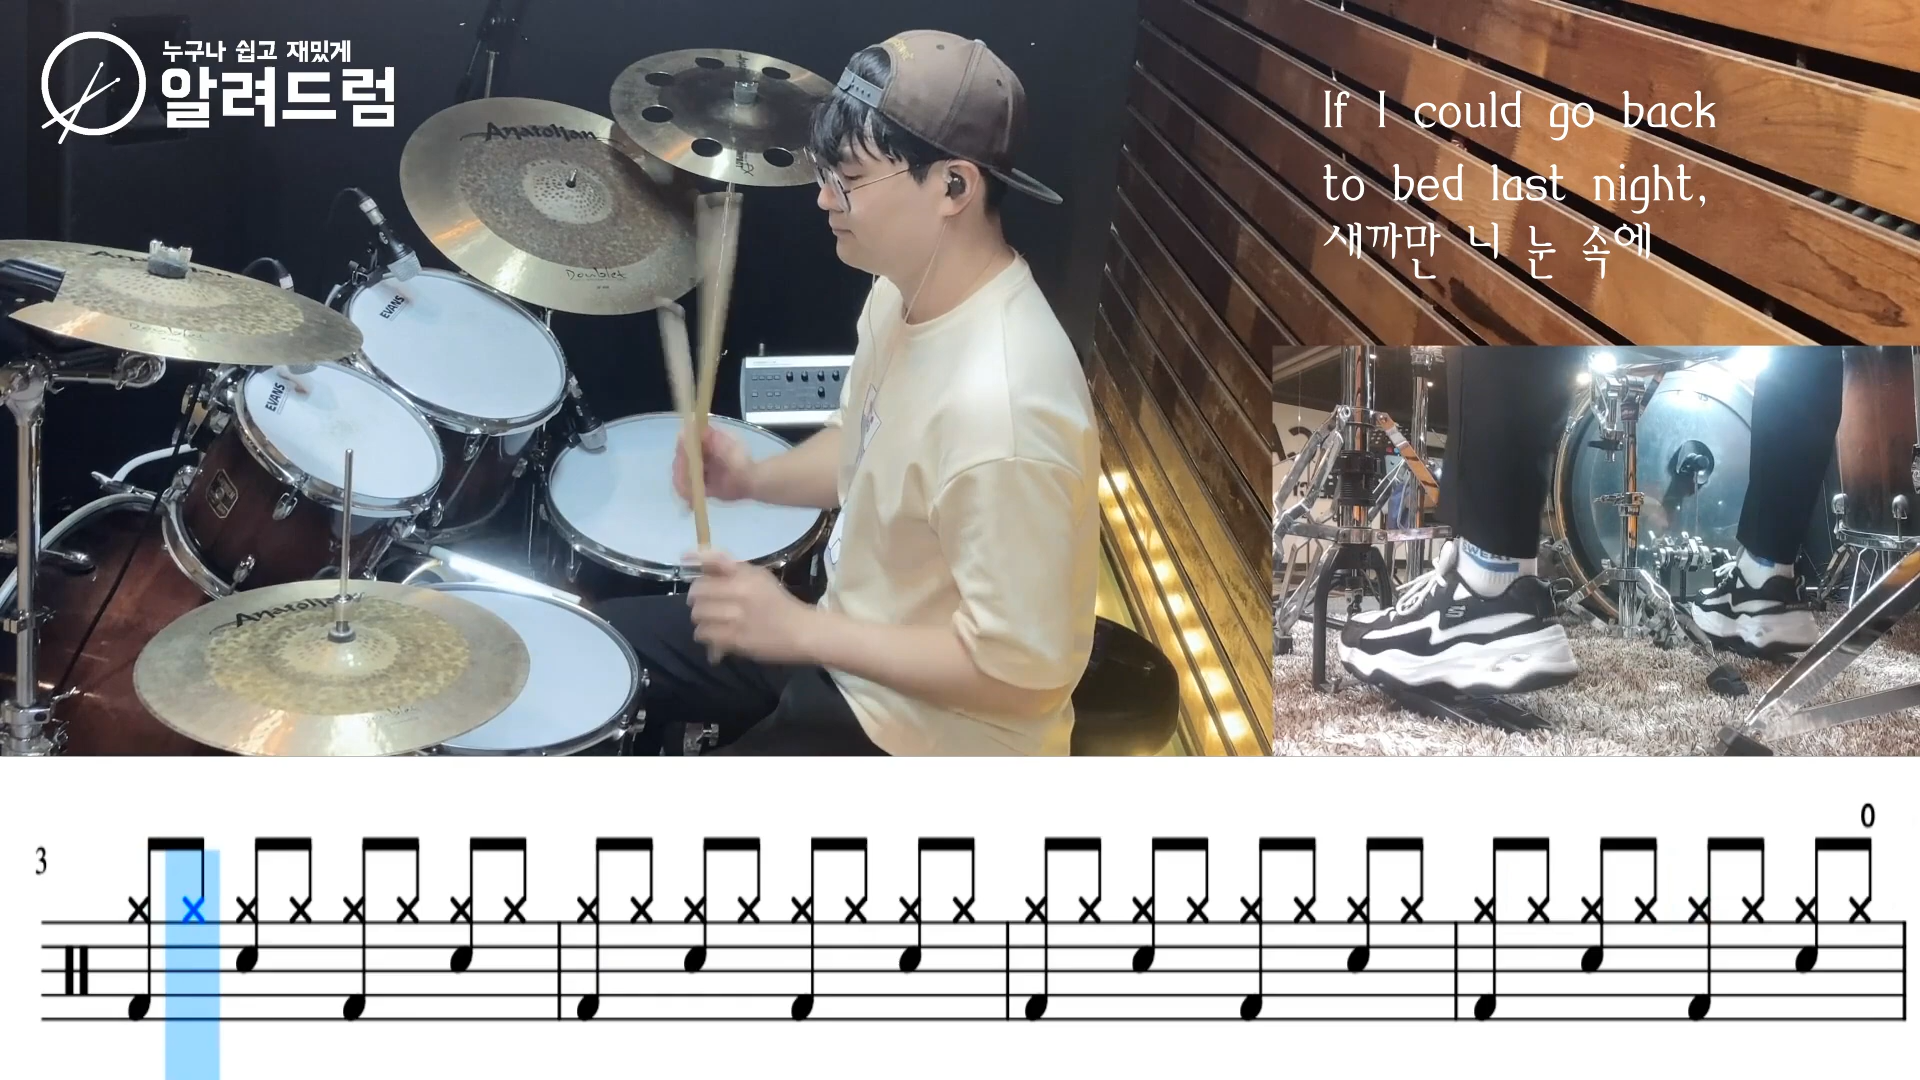 누구나 쉽고 재밌게
알려드럼
If I could go back
to bed last night,
새까만 니 눈 속에
Anatolian
Anatolian
Doublet
EVANS
EVANS
Anatolian
3
0